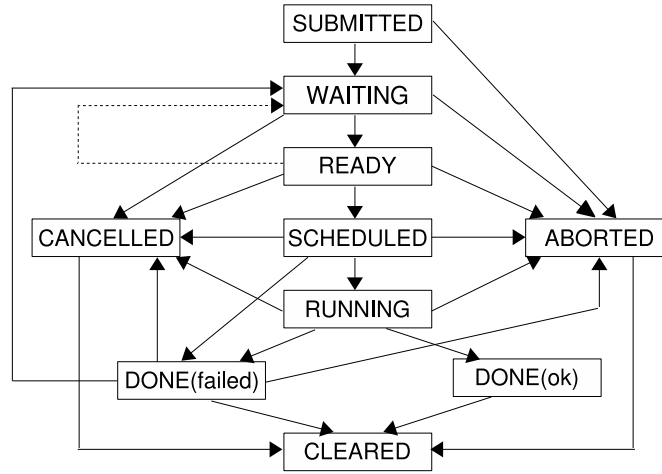 SUBMITTED
WAITING
READY
CANCELLED
SCHEDULED
ABORTED
RUNNING
DONE(failed)
DONE(ok)
CLEARED